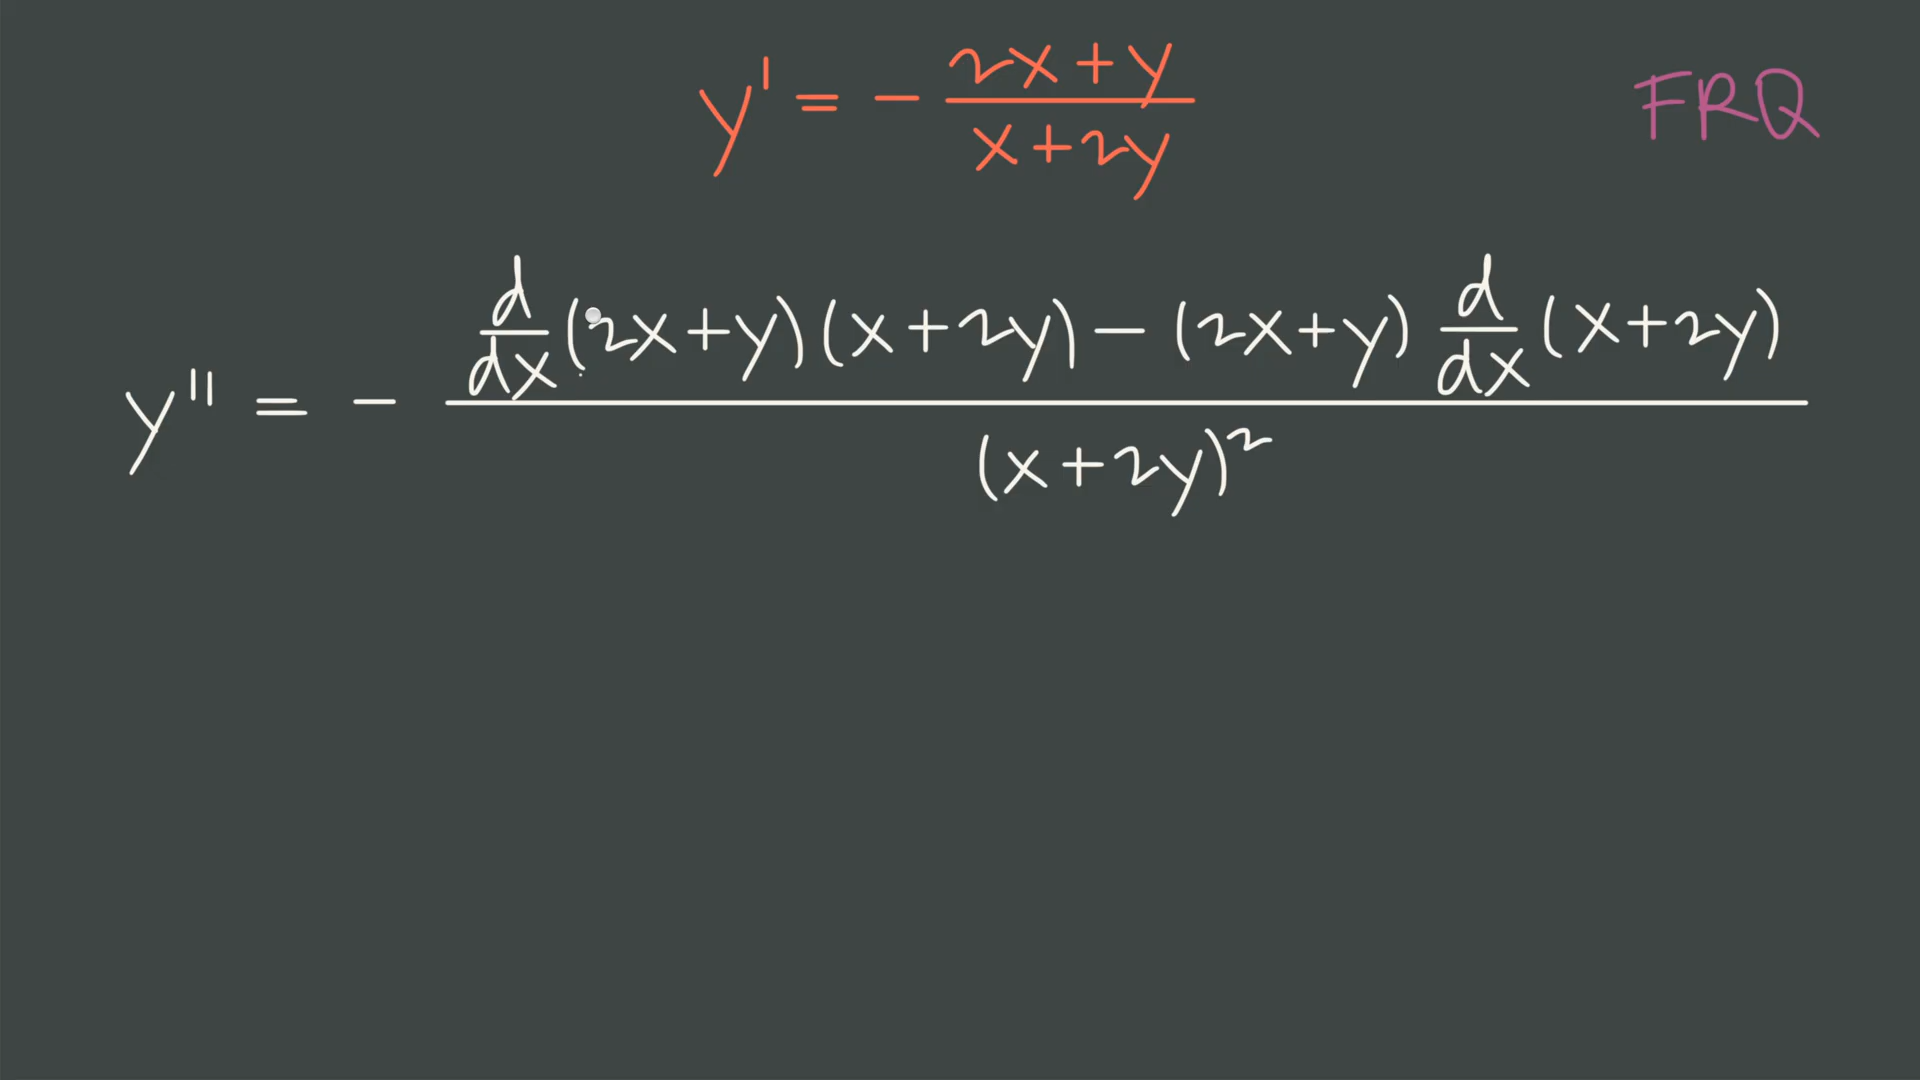 y' = - (2x+y)/(x+2y)
FRQ
y'' = - (d/dx (2x+y)(x+2y) - (2x+y) d/dx (x+2y))/(x+2y)²